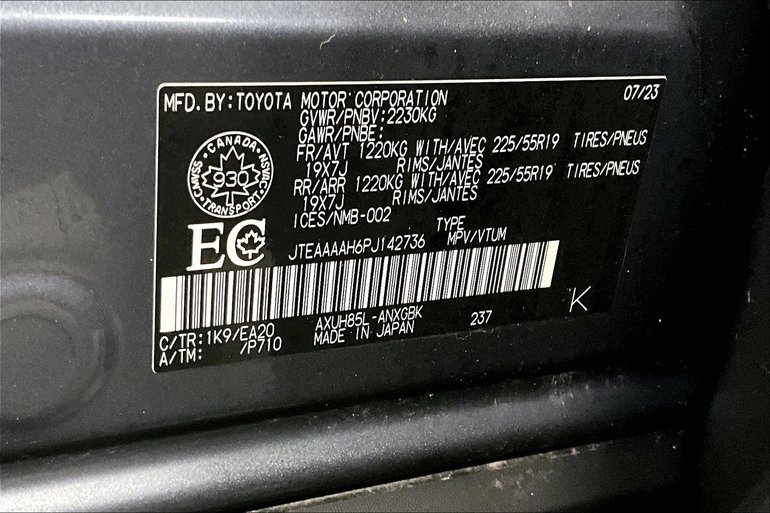 MFD. BY: TOYOTA MOTOR CORPORATION 07/23
GVWR/PNBV: 2230KG
GAWR/PNBE:
FR/AVT 1220KG WITH/AVEC 225/55R19 TIRES/PNEUS
19X7J RIMS/JANTES
RR/ARR 1220KG WITH/AVEC 225/55R19 TIRES/PNEUS
19X7J RIMS/JANTES
ICES/NMB-002
CANADA
CMVSS NSVAC
930
TRANSPORT
EC
TYPE
JTEAAAAH6PJ142736 MPV/VTUM
C/TR: 1K9/EA20 AXUH85L-ANXGBK 237 K
A/TM: /P710 MADE IN JAPAN